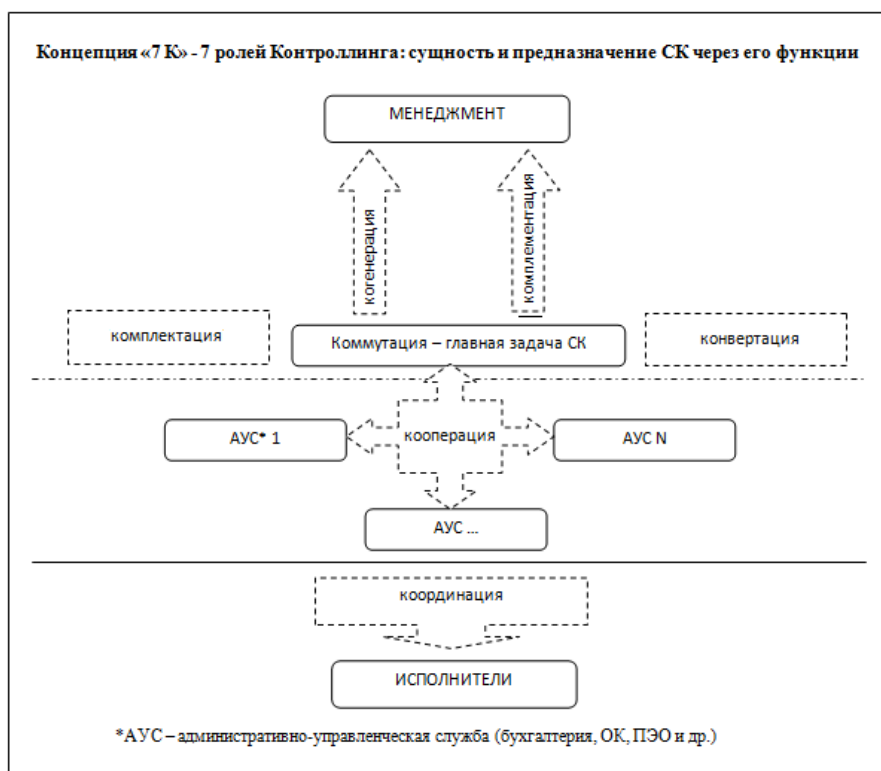 Концепция «7 К» - 7 ролей Контроллинга: сущность и предназначение СК через его функции
МЕНЕДЖМЕНТ
когенерация
комплементация
комплектация
Коммутация – главная задача СК
конвертация
АУС* 1
кооперация
АУС N
АУС ...
координация
ИСПОЛНИТЕЛИ
*АУС – административно-управленческая служба (бухгалтерия, ОК, ПЭО и др.)